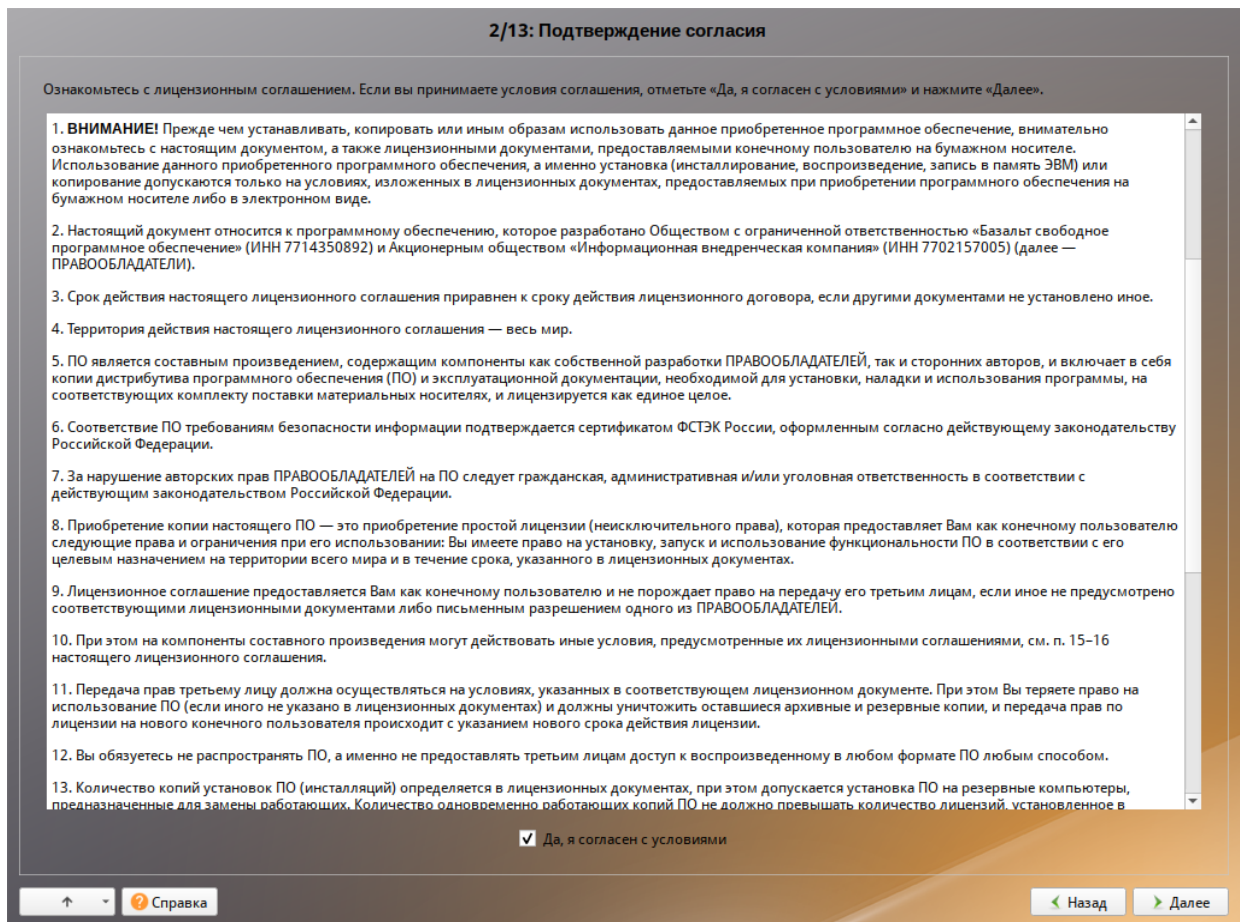 2/13: Подтверждение согласия
Ознакомьтесь с лицензионным соглашением. Если вы принимаете условия соглашения, отметьте «Да, я согласен с условиями» и нажмите «Далее».
1. ВНИМАНИЕ! Прежде чем устанавливать, копировать или иным образам использовать данное приобретенное программное обеспечение, внимательно
ознакомьтесь с настоящим документом, а также лицензионными документами, предоставляемыми конечному пользователю на бумажном носителе.
Использование данного приобретенного программного обеспечения, а именно установка (инсталлирование, воспроизведение, запись в память ЭВМ) или
копирование допускаются только на условиях, изложенных в лицензионных документах, предоставляемых при приобретении программного обеспечения на
бумажном носителе либо в электронном виде.
2. Настоящий документ относится к программному обеспечению, которое разработано Обществом с ограниченной ответственностью «Базальт свободное
программное обеспечение» (ИНН 7714350892) и Акционерным обществом «Информационная внедренческая компания» (ИНН 7702157005) (далее —
ПРАВООБЛАДАТЕЛИ).
3. Срок действия настоящего лицензионного соглашения приравнен к сроку действия лицензионного договора, если другими документами не установлено иное.
4. Территория действия настоящего лицензионного соглашения — весь мир.
5. ПО является составным произведением, содержащим компоненты как собственной разработки ПРАВООБЛАДАТЕЛЕЙ, так и сторонних авторов, и включает в себя
копии дистрибутива программного обеспечения (ПО) и эксплуатационной документации, необходимой для установки, наладки и использования программы, на
соответствующих комплекту поставки материальных носителях, и лицензируется как единое целое.
6. Соответствие ПО требованиям безопасности информации подтверждается сертификатом ФСТЭК России, оформленным согласно действующему законодательству
Российской Федерации.
7. За нарушение авторских прав ПРАВООБЛАДАТЕЛЕЙ на ПО следует гражданская, административная и/или уголовная ответственность в соответствии с
действующим законодательством Российской Федерации.
8. Приобретение копии настоящего ПО — это приобретение простой лицензии (неисключительного права), которая предоставляет Вам как конечному пользователю
следующие права и ограничения при его использовании: Вы имеете право на установку, запуск и использование функциональности ПО в соответствии с его
целевым назначением на территории всего мира и в течение срока, указанного в лицензионных документах.
9. Лицензионное соглашение предоставляется Вам как конечному пользователю и не порождает право на передачу его третьим лицам, если иное не предусмотрено
соответствующими лицензионными документами либо письменным разрешением одного из ПРАВООБЛАДАТЕЛЕЙ.
10. При этом на компоненты составного произведения могут действовать иные условия, предусмотренные их лицензионными соглашениями, см. п. 15–16
настоящего лицензионного соглашения.
11. Передача прав третьему лицу должна осуществляться на условиях, указанных в соответствующем лицензионном документе. При этом Вы теряете право на
использование ПО (если иного не указано в лицензионных документах) и должны уничтожить оставшиеся архивные и резервные копии, и передача прав по
лицензии на нового конечного пользователя происходит с указанием нового срока действия лицензии.
12. Вы обязуетесь не распространять ПО, а именно не предоставлять третьим лицам доступ к воспроизведенному в любом формате ПО любым способом.
13. Количество копий установок ПО (инсталляций) определяется в лицензионных документах, при этом допускается установка ПО на резервные компьютеры,
предназначенные для замены работающих. Количество одновременно работающих копий ПО не должно превышать количество лицензий, установленное в
Да, я согласен с условиями
Справка
Назад
Далее